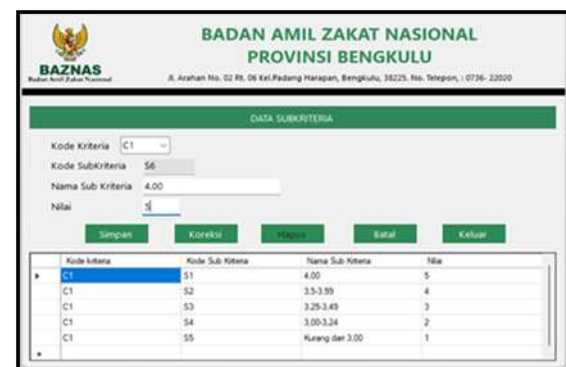 BADAN AMIL ZAKAT NASIONAL
PROVINSI BENGKULU
BAZNAS
Badan Amil Zakat Nasional
Jl. Arahan No. 02 Rt. 06 Kel.Padang Harapan, Bengkulu, 38225. No. Telepon, : 0736- 22020
DATA SUBKRITERIA
Kode Kriteria C1
Kode SubKriteria S6
Nama Sub Kriteria 4.00
Nilai 5
Simpan Koreksi Hapus Batal Keluar
Kode kriteria Kode Sub Kriteria Nama Sub Kriteria Nilai
C1 S1 4,00 5
C1 S2 3.5-3.99 4
C1 S3 3,25-3,49 3
C1 S4 3,00-3,24 2
C1 S5 Kurang dari 3.00 1